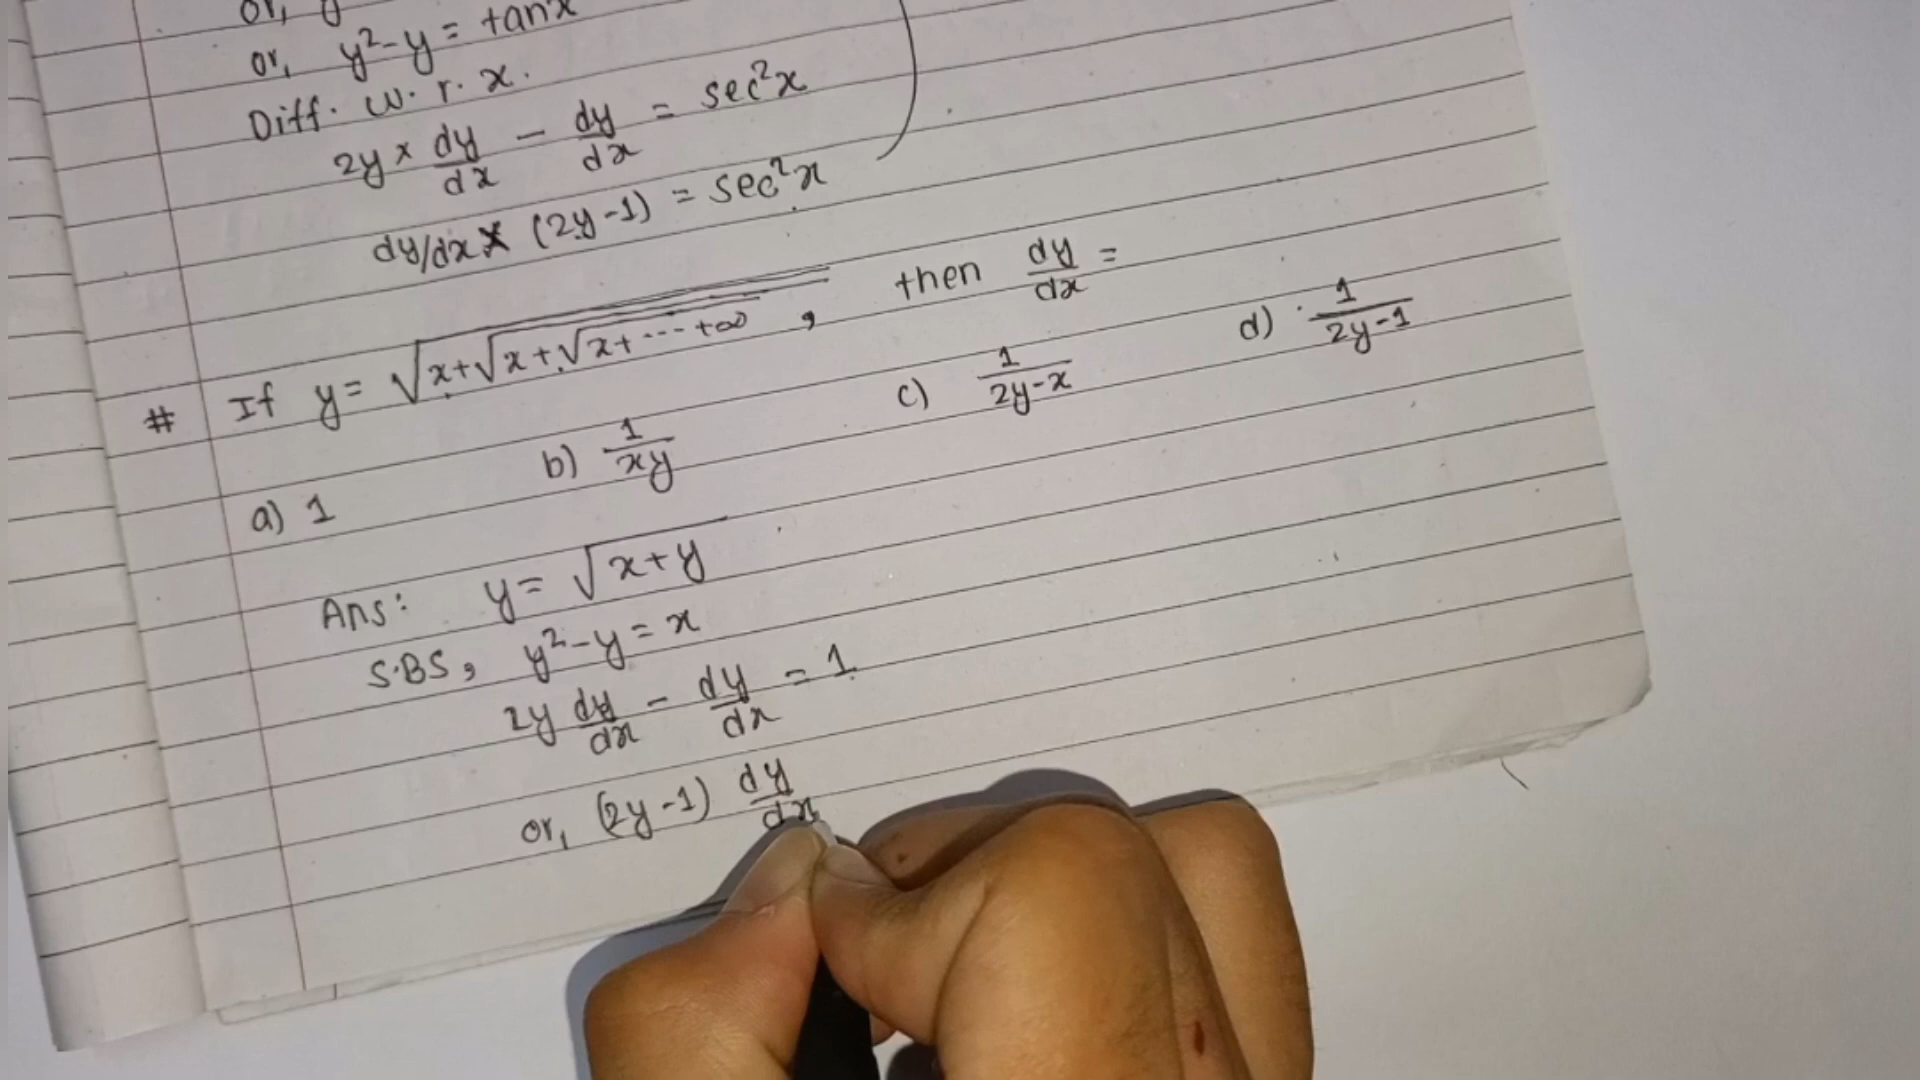 or, y
or, y²-y = tanx
Diff. w.r.x.
2y × dy/dx - dy/dx = sec²x
dy/dx × (2y-1) = sec²x
# If y = √x+√x+√x+---+∞ , then dy/dx =
a) 1 b) 1/xy c) 1/2y-x d) 1/2y-1
Ans: y = √x+y
S.BS, y²-y = x
2y dy/dx - dy/dx = 1
or, (2y-1) dy/dx